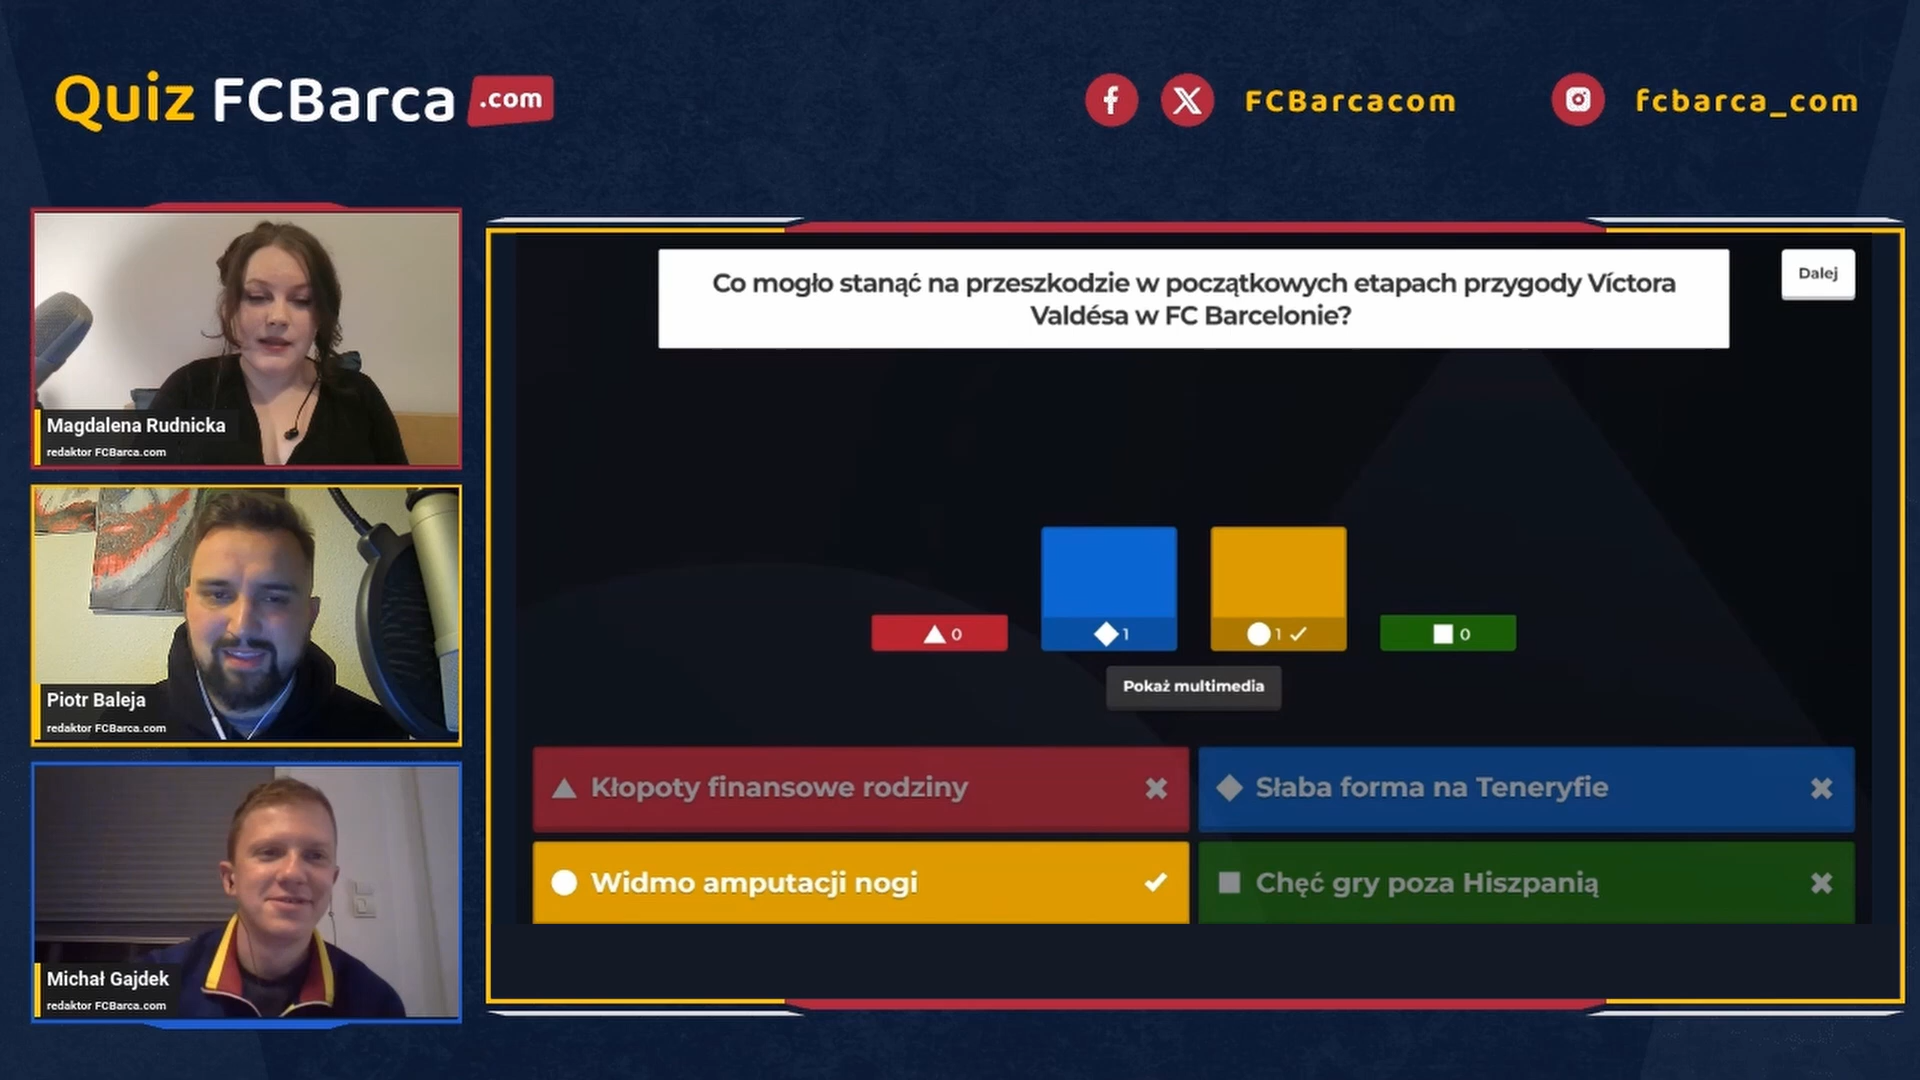 Quiz FCBarca .com
FCBarcacom
fcbarca_com
Magdalena Rudnicka
redaktor FCBarca.com
Piotr Baleja
redaktor FCBarca.com
Michał Gajdek
redaktor FCBarca.com
Co mogło stanąć na przeszkodzie w początkowych etapach przygody Víctora
Valdésa w FC Barcelonie?
Dalej
0
1
1
0
Pokaż multimedia
Kłopoty finansowe rodziny
Słaba forma na Teneryfie
Widmo amputacji nogi
Chęć gry poza Hiszpanią